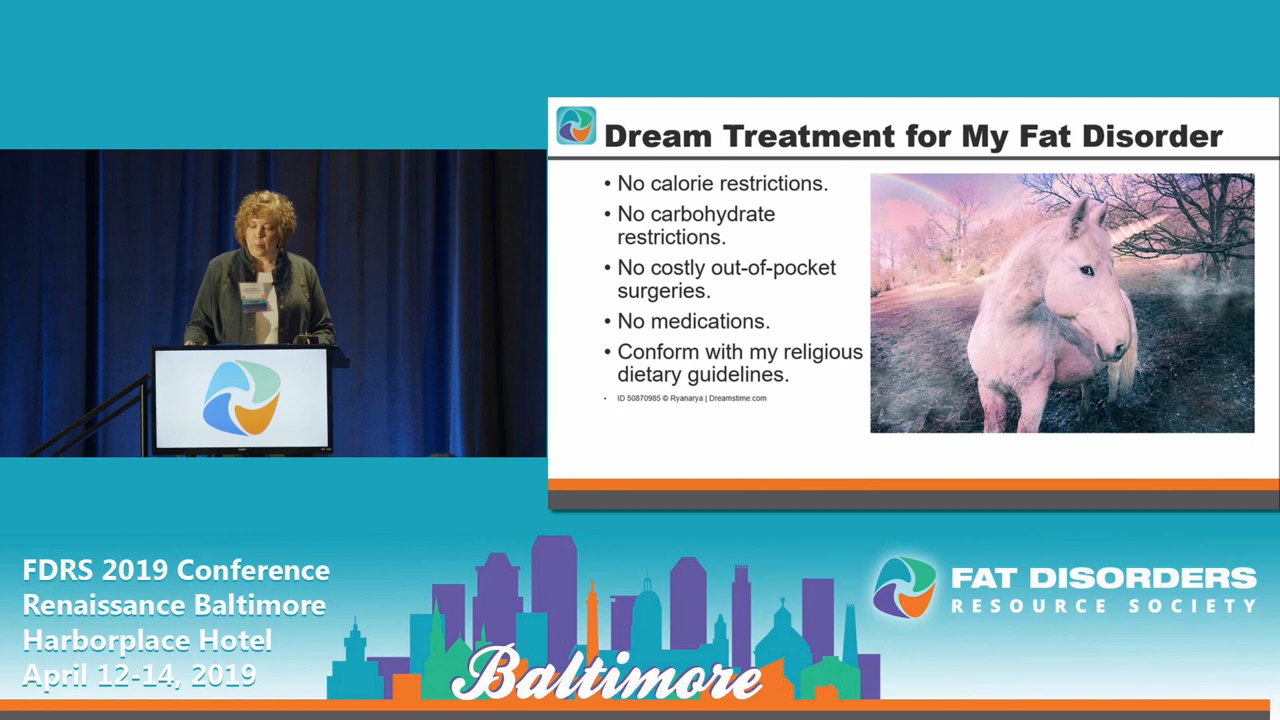 Dream Treatment for My Fat Disorder
• No calorie restrictions.
• No carbohydrate
restrictions.
• No costly out-of-pocket
surgeries.
• No medications.
• Conform with my religious
dietary guidelines.
• ID 50870985 © Ryanarya | Dreamstime.com
FDRS 2019 Conference
Renaissance Baltimore
Harborplace Hotel
April 12-14, 2019
Baltimore
FAT DISORDERS
RESOURCE SOCIETY